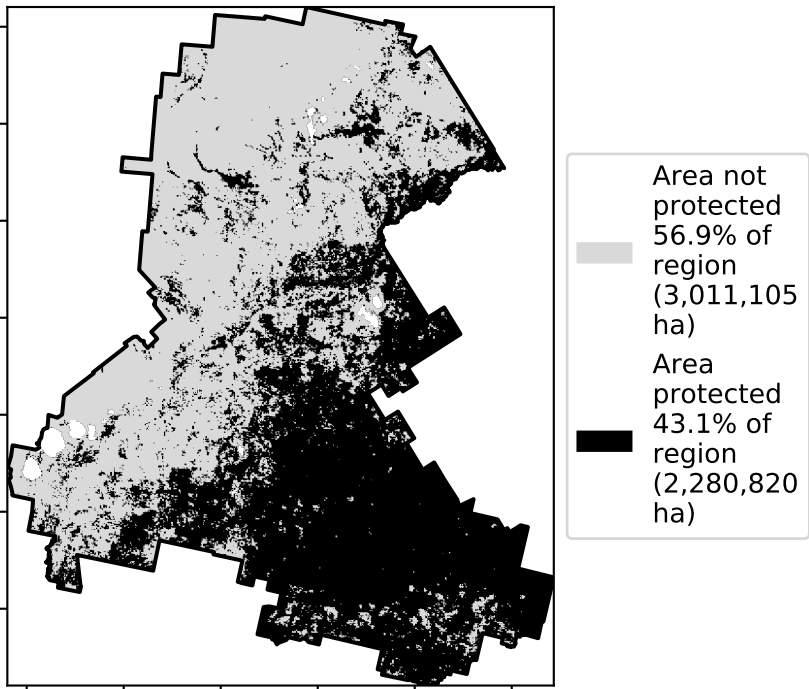 Area not
protected
56.9% of
region
(3,011,105
ha)
Area
protected
43.1% of
region
(2,280,820
ha)